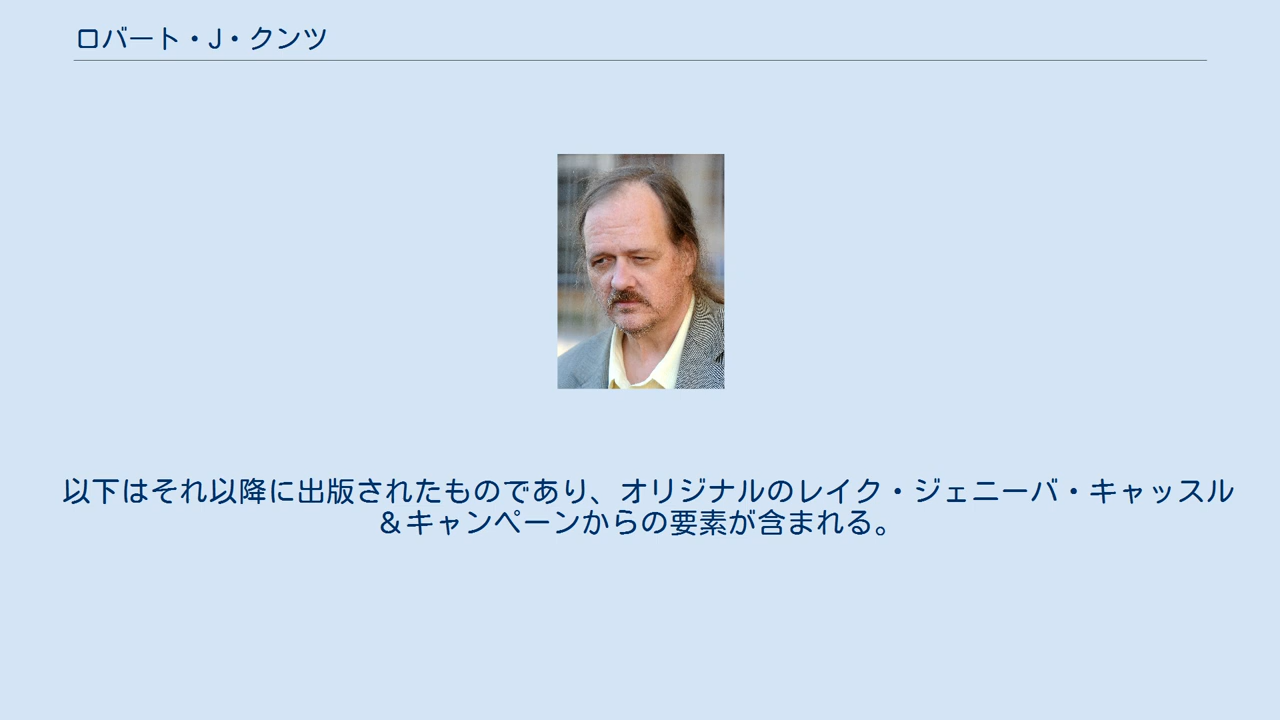 ロバート・J・クンツ
以下はそれ以降に出版されたものであり、オリジナルのレイク・ジェニーバ・キャッスル
＆キャンペーンからの要素が含まれる。